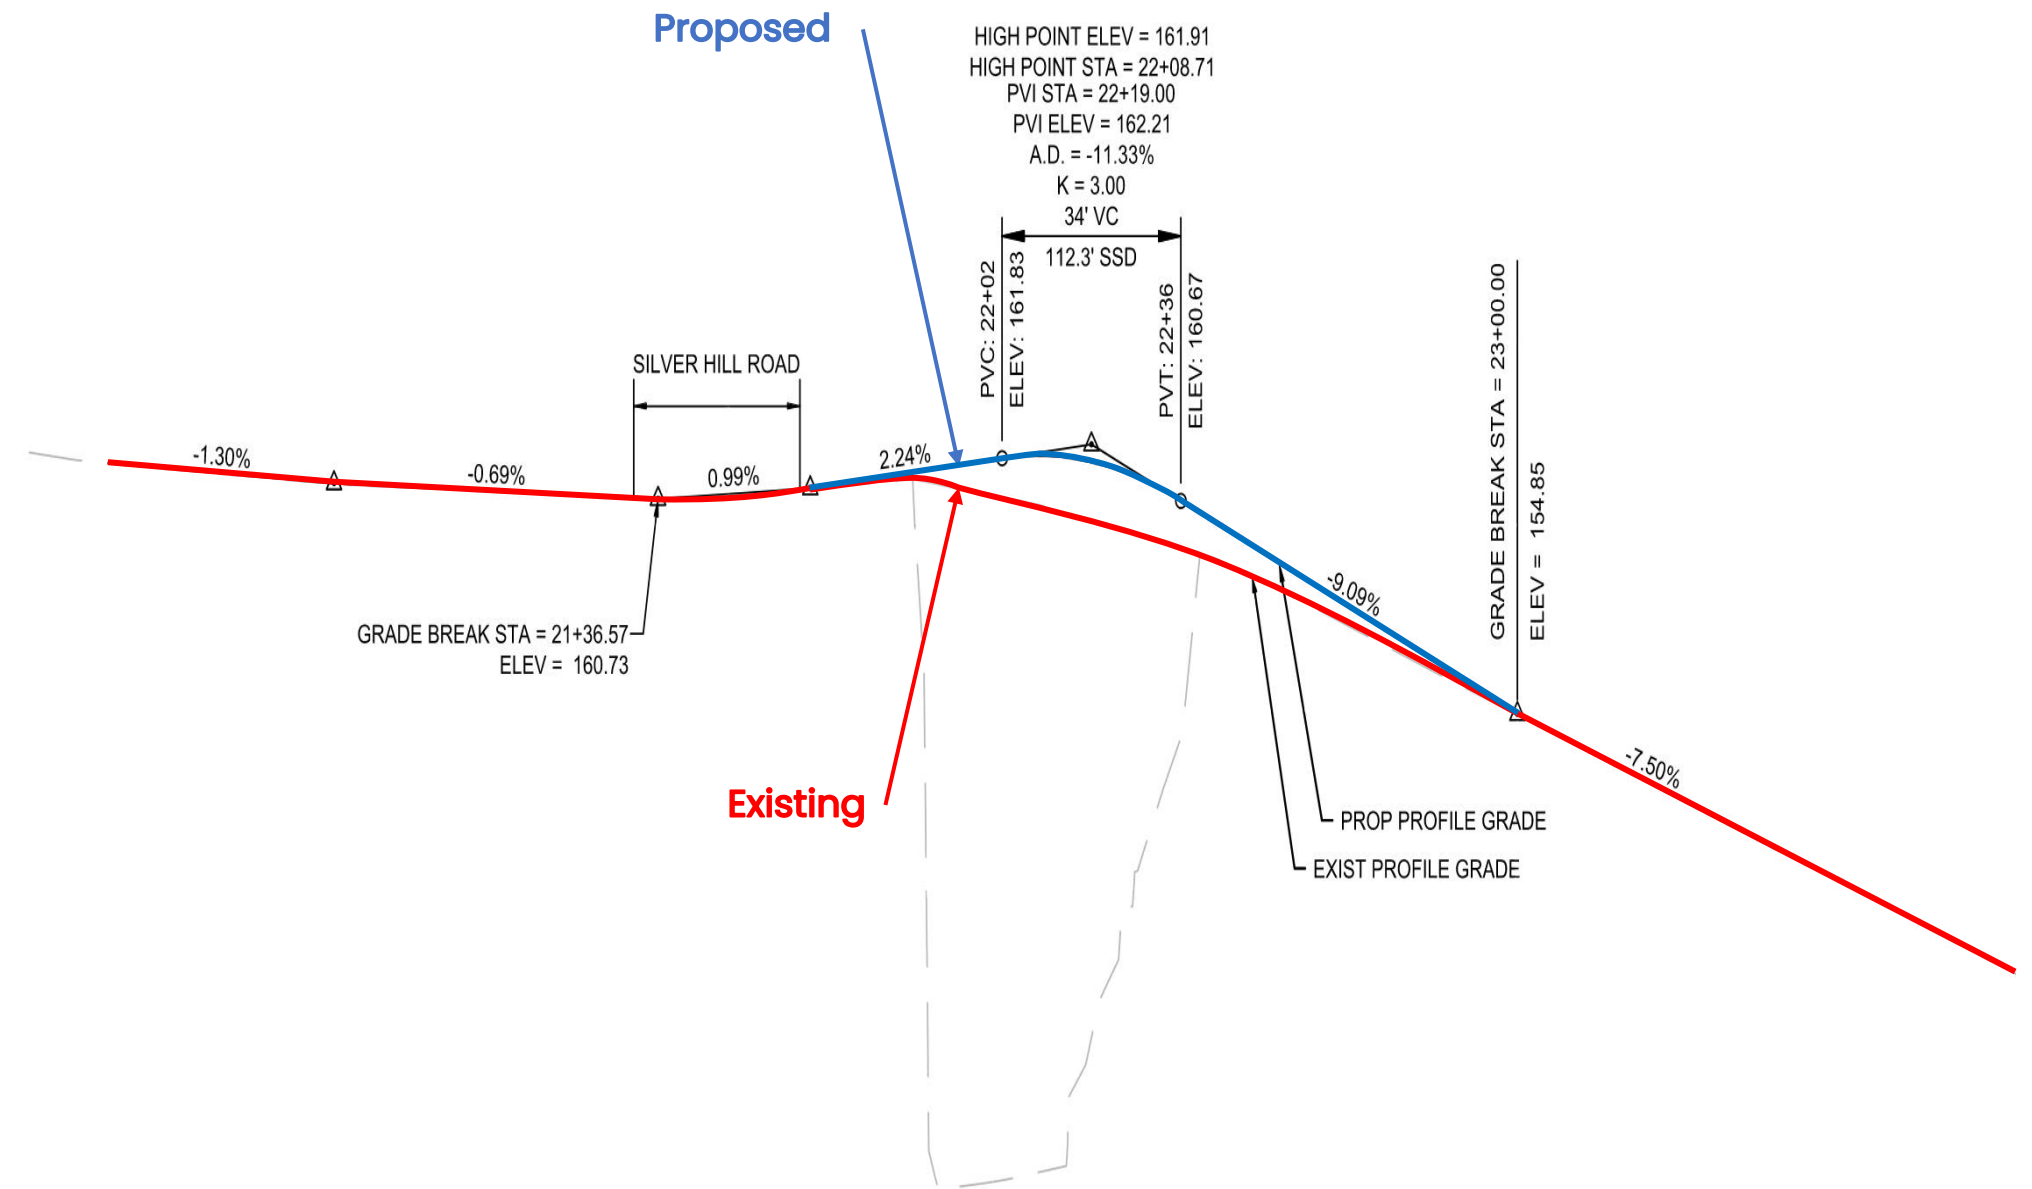 Proposed
HIGH POINT ELEV = 161.91
HIGH POINT STA = 22+08.71
PVI STA = 22+19.00
PVI ELEV = 162.21
A.D. = -11.33%
K = 3.00
34' VC
112.3' SSD
PVC: 22+02
ELEV: 161.83
PVT: 22+36
ELEV: 160.67
GRADE BREAK STA = 23+00.00
ELEV = 154.85
SILVER HILL ROAD
-1.30%
-0.69%
0.99%
2.24%
-9.09%
-7.50%
GRADE BREAK STA = 21+36.57
ELEV = 160.73
Existing
PROP PROFILE GRADE
EXIST PROFILE GRADE